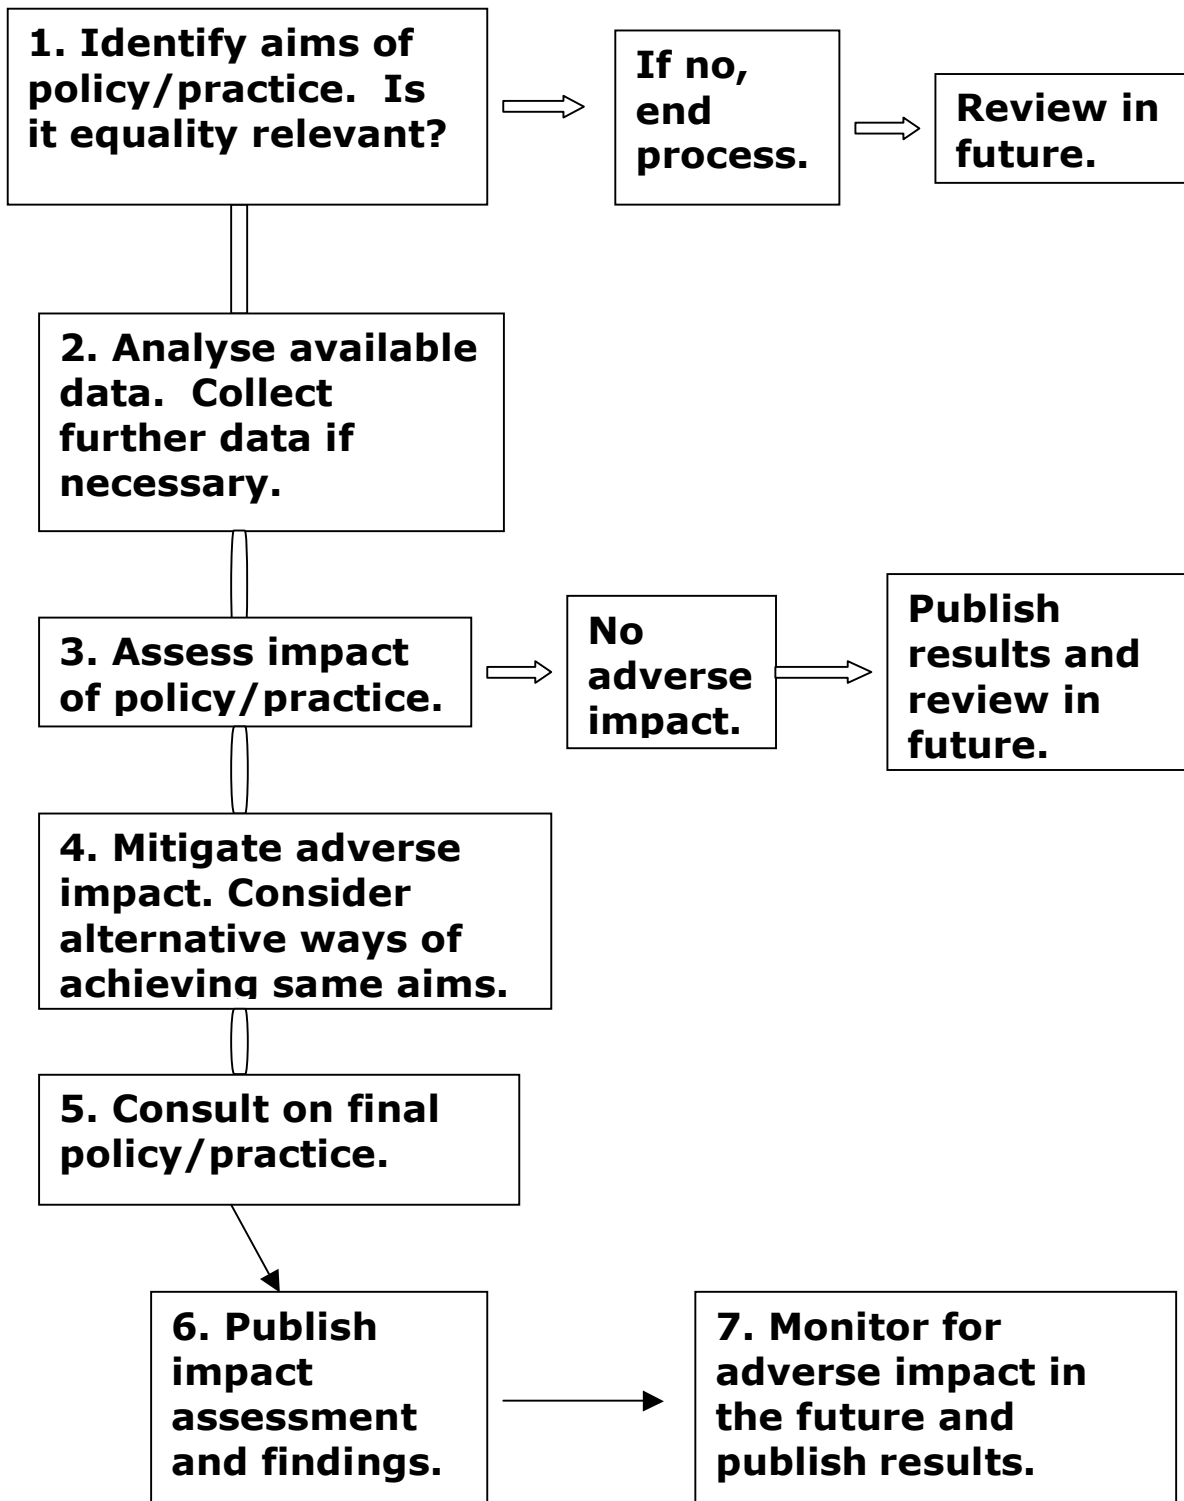 1. Identify aims of
policy/practice.  Is
it equality relevant?
If no,
end
process.
Review in
future.
2. Analyse available
data.  Collect
further data if
necessary.
3. Assess impact
of policy/practice.
No
adverse
impact.
Publish
results and
review in
future.
4. Mitigate adverse
impact. Consider
alternative ways of
achieving same aims.
5. Consult on final
policy/practice.
6. Publish
impact
assessment
and findings.
7. Monitor for
adverse impact in
the future and
publish results.